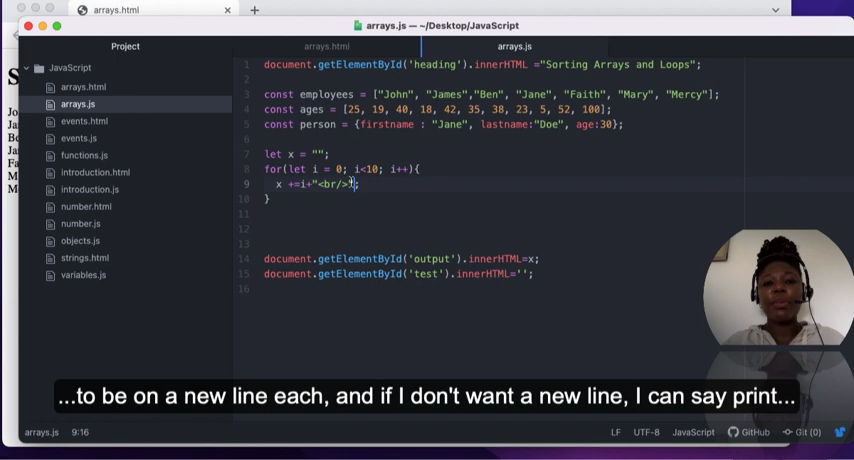 arrays.html
arrays.js — ~/Desktop/JavaScript
Project
arrays.html
arrays.js
JavaScript
arrays.html
arrays.js
events.html
events.js
functions.js
introduction.html
introduction.js
number.html
number.js
objects.js
strings.html
variables.js
1 document.getElementById('heading').innerHTML ="Sorting Arrays and Loops";
2
3 const employees = ["John", "James","Ben", "Jane", "Faith", "Mary", "Mercy"];
4 const ages = [25, 19, 40, 18, 42, 35, 38, 23, 5, 52, 100];
5 const person = {firstname : "Jane", lastname:"Doe", age:30};
6
7 let x = "";
8 for(let i = 0; i<10; i++){
9 x +=i+"<br/>";
10 }
11
12
13
14 document.getElementById('output').innerHTML=x;
15 document.getElementById('test').innerHTML='';
16
...to be on a new line each, and if I don't want a new line, I can say print...
arrays.js 9:16 LF UTF-8 JavaScript GitHub Git (0)